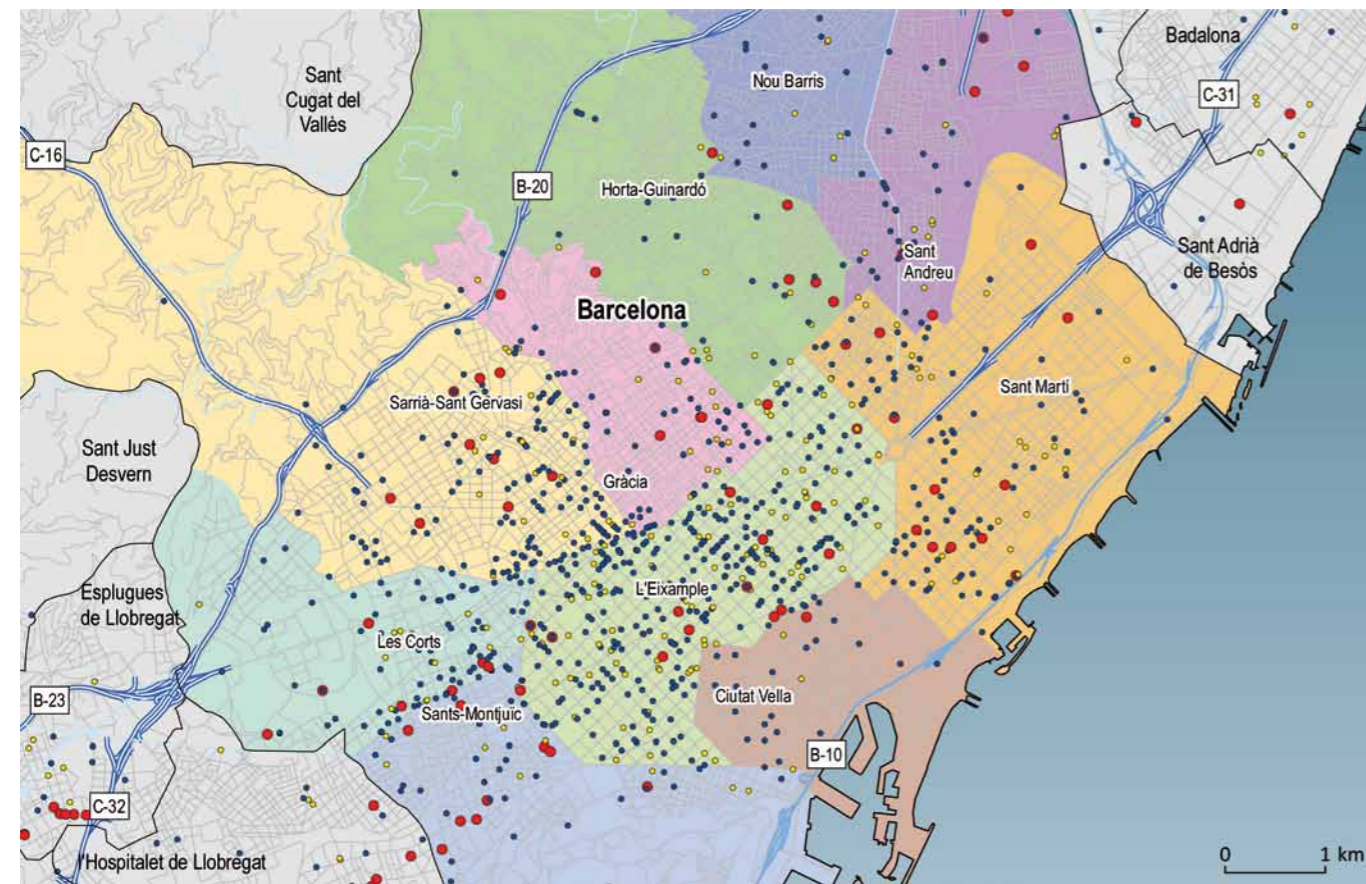 Badalona
Sant
Cugat del
Vallès
Nou Barris
C-31
C-16
B-20
Horta-Guinardó
Sant
Andreu
Sant Adrià
de Besòs
Barcelona
Sant Martí
Sarrià-Sant Gervasi
Sant Just
Desvern
Gràcia
L'Eixample
Esplugues
de Llobregat
Les Corts
B-23
Ciutat Vella
Sants-Montjuic
B-10
C-32
l'Hospitalet de Llobregat
0 1 km